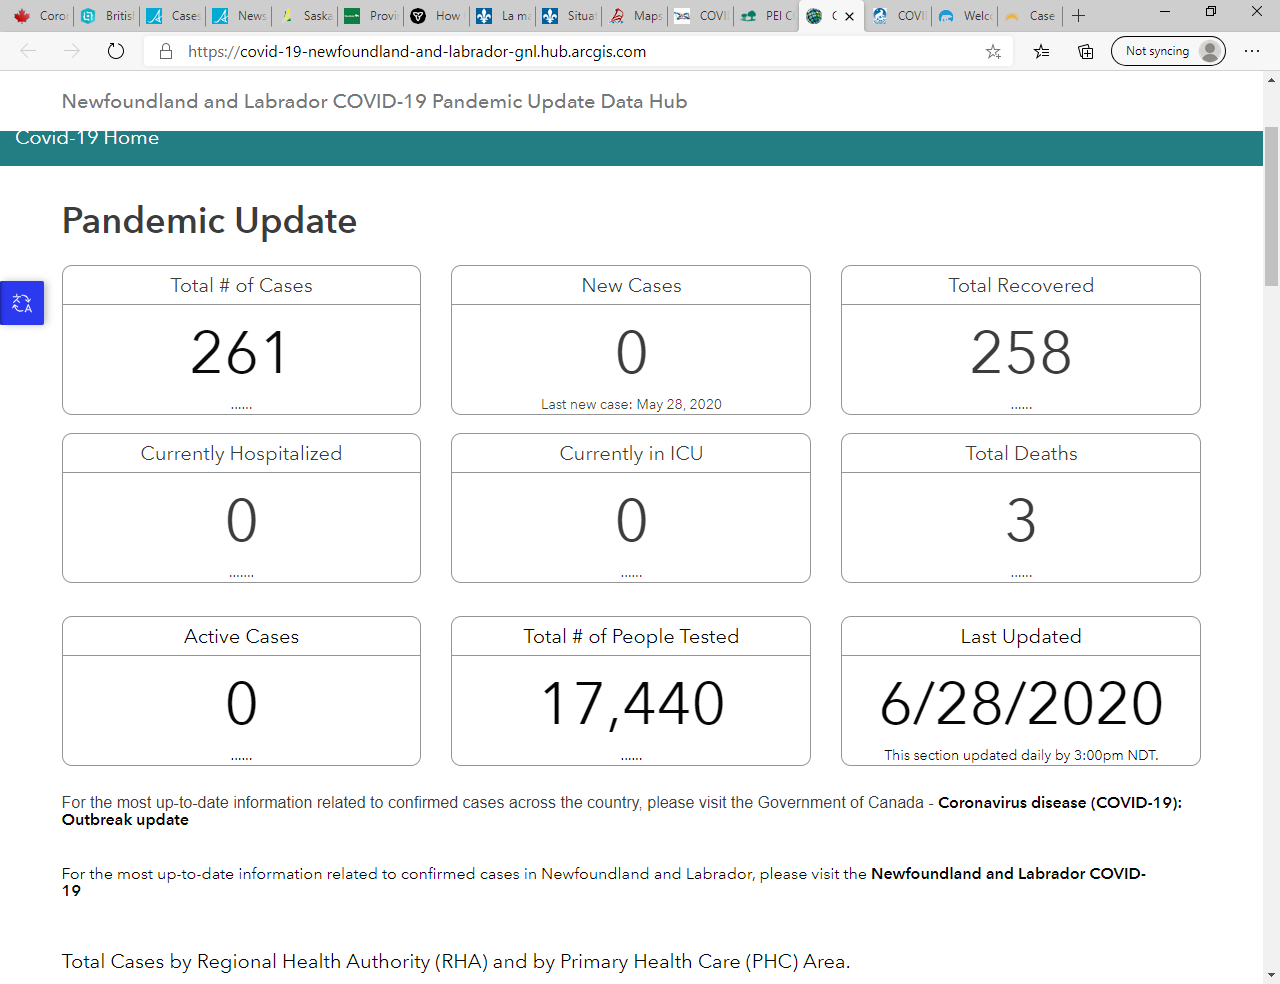 Coro
Britis
Case
News
Saska
Provi
How
La m
Situa
Maps
COVI
PEI C
COVI
Welc
Case
https://covid-19-newfoundland-and-labrador-gnl.hub.arcgis.com
Not syncing
Newfoundland and Labrador COVID-19 Pandemic Update Data Hub
Covid-19 Home
Pandemic Update
Total # of Cases
261
......
New Cases
0
Last new case: May 28, 2020
Total Recovered
258
......
Currently Hospitalized
0
.......
Currently in ICU
0
......
Total Deaths
3
......
Active Cases
0
......
Total # of People Tested
17,440
......
Last Updated
6/28/2020
This section updated daily by 3:00pm NDT.
For the most up-to-date information related to confirmed cases across the country, please visit the Government of Canada - Coronavirus disease (COVID-19):
Outbreak update
For the most up-to-date information related to confirmed cases in Newfoundland and Labrador, please visit the Newfoundland and Labrador COVID-
19
Total Cases by Regional Health Authority (RHA) and by Primary Health Care (PHC) Area.